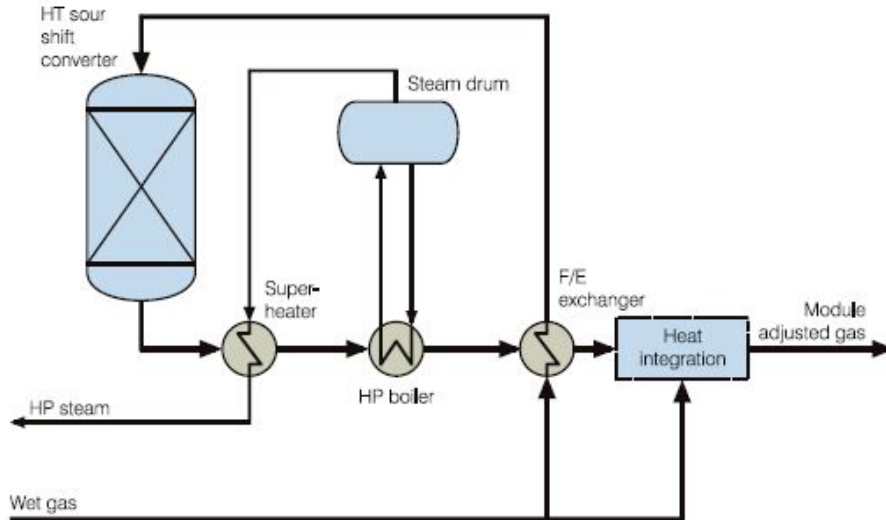 HT sour
shift
converter
Steam drum
Super-
heater
F/E
exchanger
Module
adjusted gas
Heat
integration
HP boiler
HP steam
Wet gas